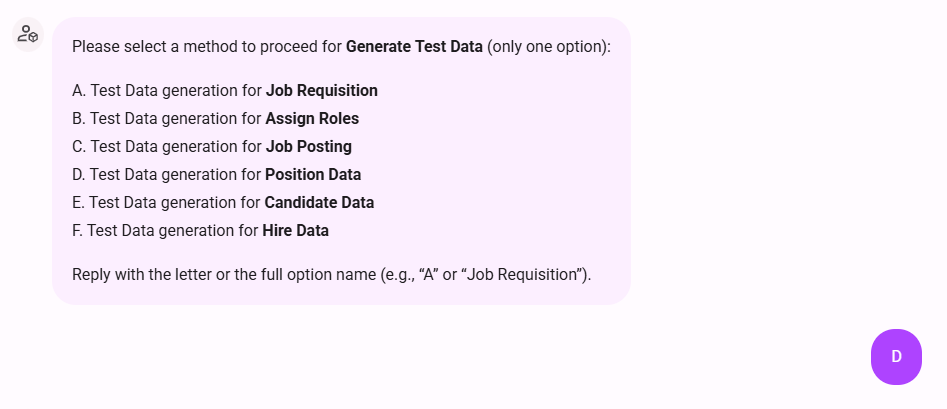 Please select a method to proceed for Generate Test Data (only one option):
A. Test Data generation for Job Requisition
B. Test Data generation for Assign Roles
C. Test Data generation for Job Posting
D. Test Data generation for Position Data
E. Test Data generation for Candidate Data
F. Test Data generation for Hire Data
Reply with the letter or the full option name (e.g., “A” or “Job Requisition”).
D